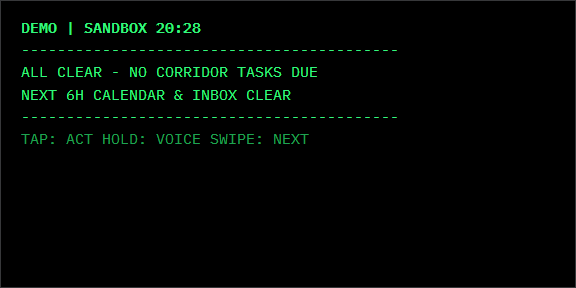 DEMO | SANDBOX 20:28
------------------------------------------
ALL CLEAR - NO CORRIDOR TASKS DUE
NEXT 6H CALENDAR & INBOX CLEAR
------------------------------------------
TAP: ACT HOLD: VOICE SWIPE: NEXT